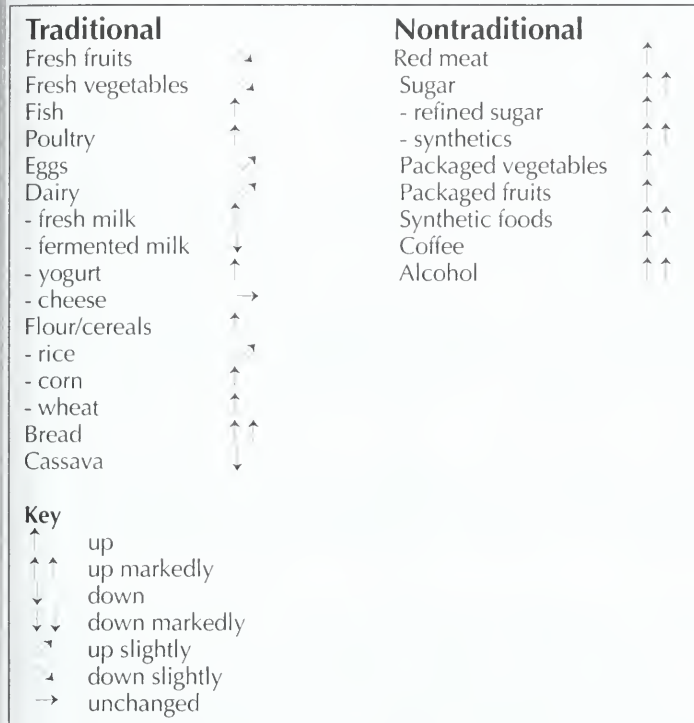 Traditional
Fresh fruits ↘
Fresh vegetables ↘
Fish ↑
Poultry ↑
Eggs ↗
Dairy ↗
- fresh milk ↑
- fermented milk ↓
- yogurt ↑
- cheese →
Flour/cereals ↑
- rice ↗
- corn ↑
- wheat ↑
Bread ↑↑
Cassava ↓
Nontraditional
Red meat ↑
Sugar ↑↑
- refined sugar ↑
- synthetics ↑↑
Packaged vegetables ↑
Packaged fruits ↑
Synthetic foods ↑↑
Coffee ↑
Alcohol ↑↑
Key
↑ up
↑↑ up markedly
↓ down
↓↓ down markedly
↗ up slightly
↘ down slightly
→ unchanged